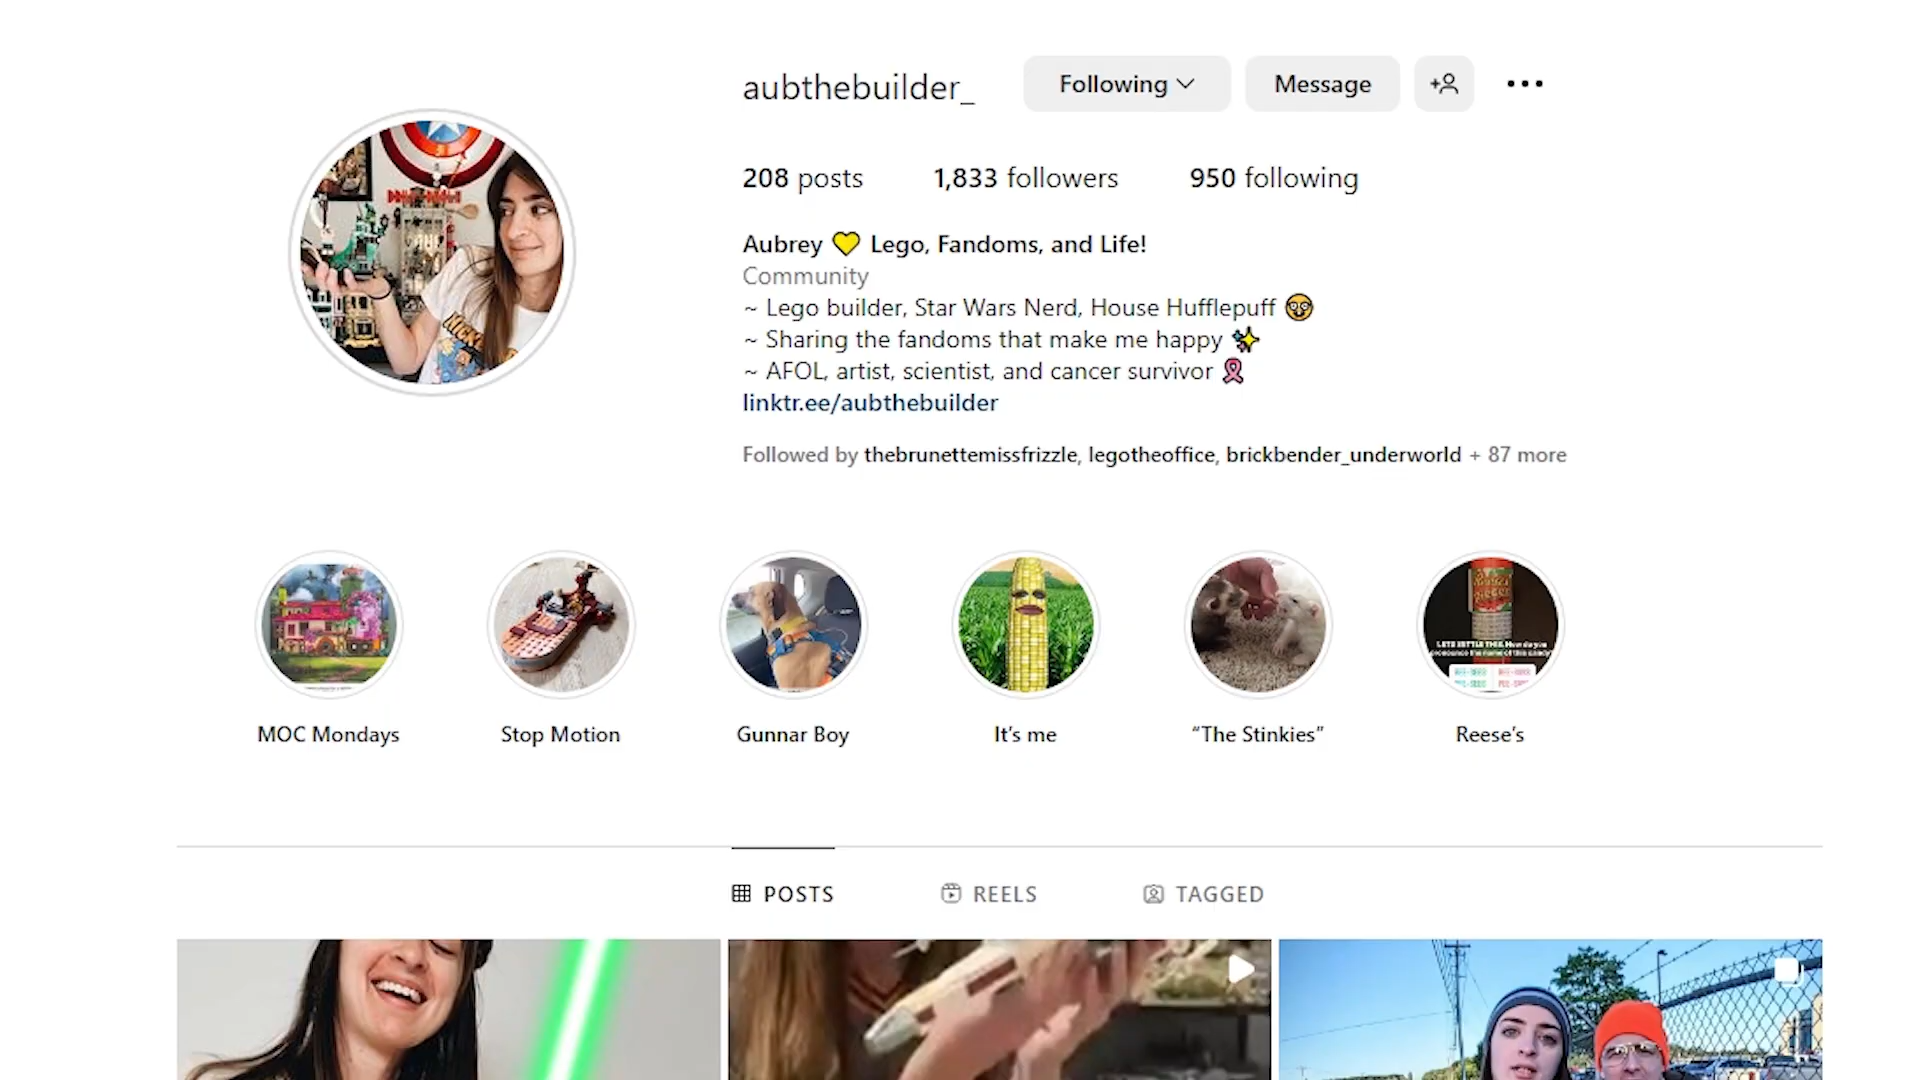 aubthebuilder_
Following
Message
208 posts
1,833 followers
950 following
Aubrey 💛 Lego, Fandoms, and Life!
Community
~ Lego builder, Star Wars Nerd, House Hufflepuff 🥸
~ Sharing the fandoms that make me happy ✨
~ AFOL, artist, scientist, and cancer survivor 🎗
linktr.ee/aubthebuilder
Followed by thebrunettemissfrizzle, legotheoffice, brickbender_underworld + 87 more
MOC Mondays
Stop Motion
Gunnar Boy
It’s me
“The Stinkies”
Reese’s
POSTS
REELS
TAGGED